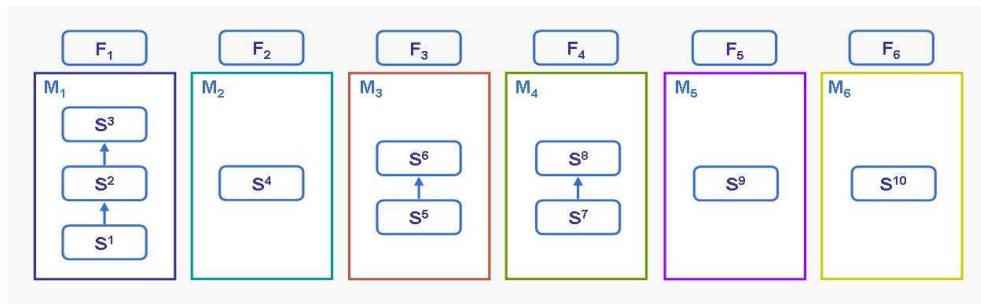 F₁ F₂ F₃ F₄ F₅ F₆
M₁ M₂ M₃ M₄ M₅ M₆
S³
S⁶ S⁸
S² S⁴ S⁹ S¹⁰
S⁵ S⁷
S¹